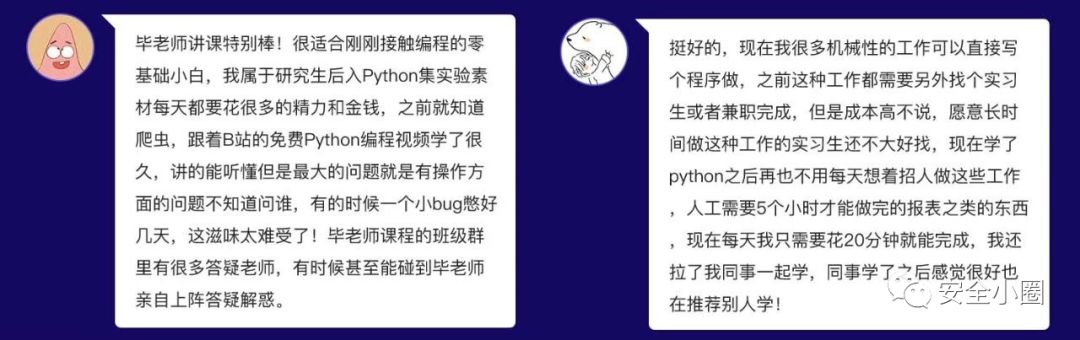 毕老师讲课特别棒！很适合刚刚接触编程的零
基础小白，我属于研究生后入Python集实验素
材每天都要花很多的精力和金钱，之前就知道
爬虫，跟着B站的免费Python编程视频学了很
久，讲的能听懂但是最大的问题就是有操作方
面的问题不知道问谁，有的时候一个小bug憋好
几天，这滋味太难受了！毕老师课程的班级群
里有很多答疑老师，有时候甚至能碰到毕老师
亲自上阵答疑解惑。
挺好的，现在我很多机械性的工作可以直接写
个程序做，之前这种工作都需要另外找个实习
生或者兼职完成，但是成本高不说，愿意长时
间做这种工作的实习生还不大好找，现在学了
python之后再也不用每天想着招人做这些工作
，人工需要5个小时才能做完的报表之类的东西
，现在每天我只需要花20分钟就能完成，我还
拉了我同事一起学，同事学了之后感觉很好也
在推荐别人学！
安全小圈